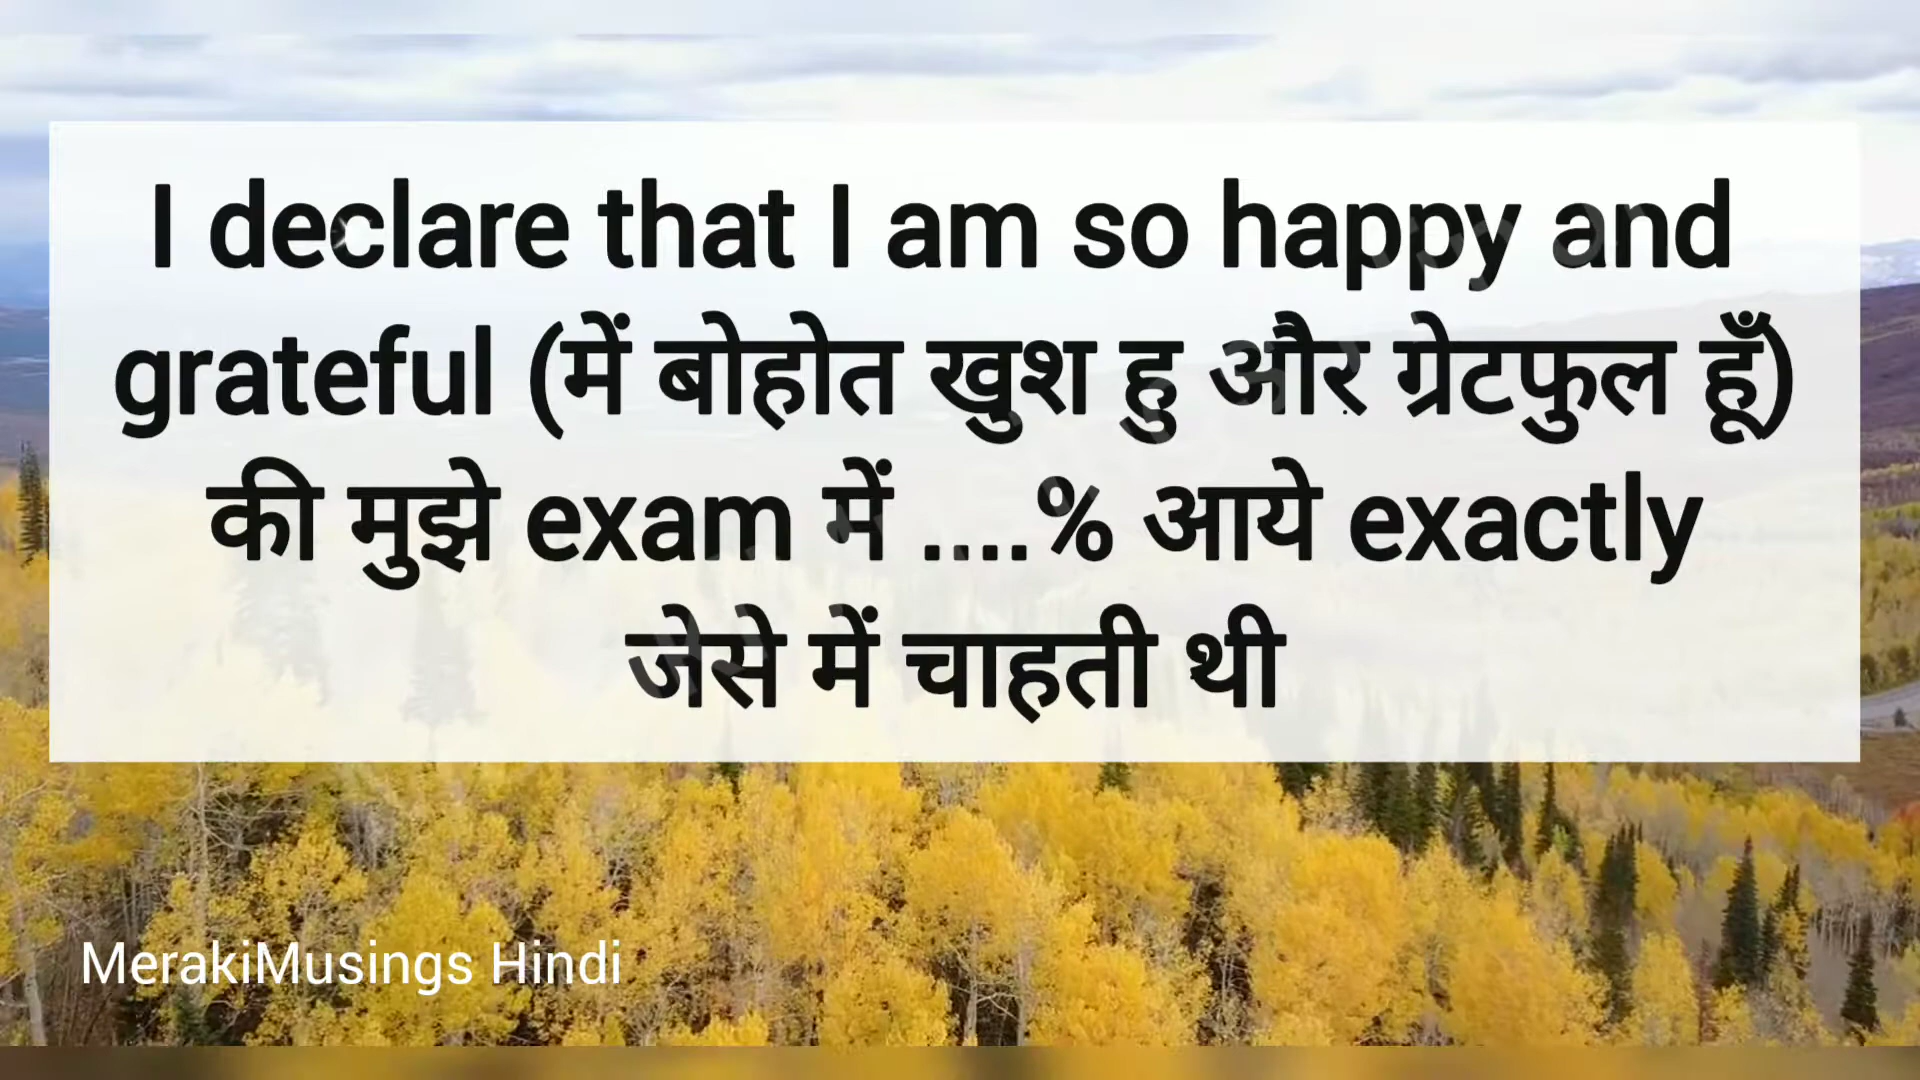 I declare that I am so happy and
grateful (में बोहोत खुश हु और ग्रेटफुल हूँ)
की मुझे exam में ....% आये exactly
जेसे में चाहती थी
MerakiMusings Hindi